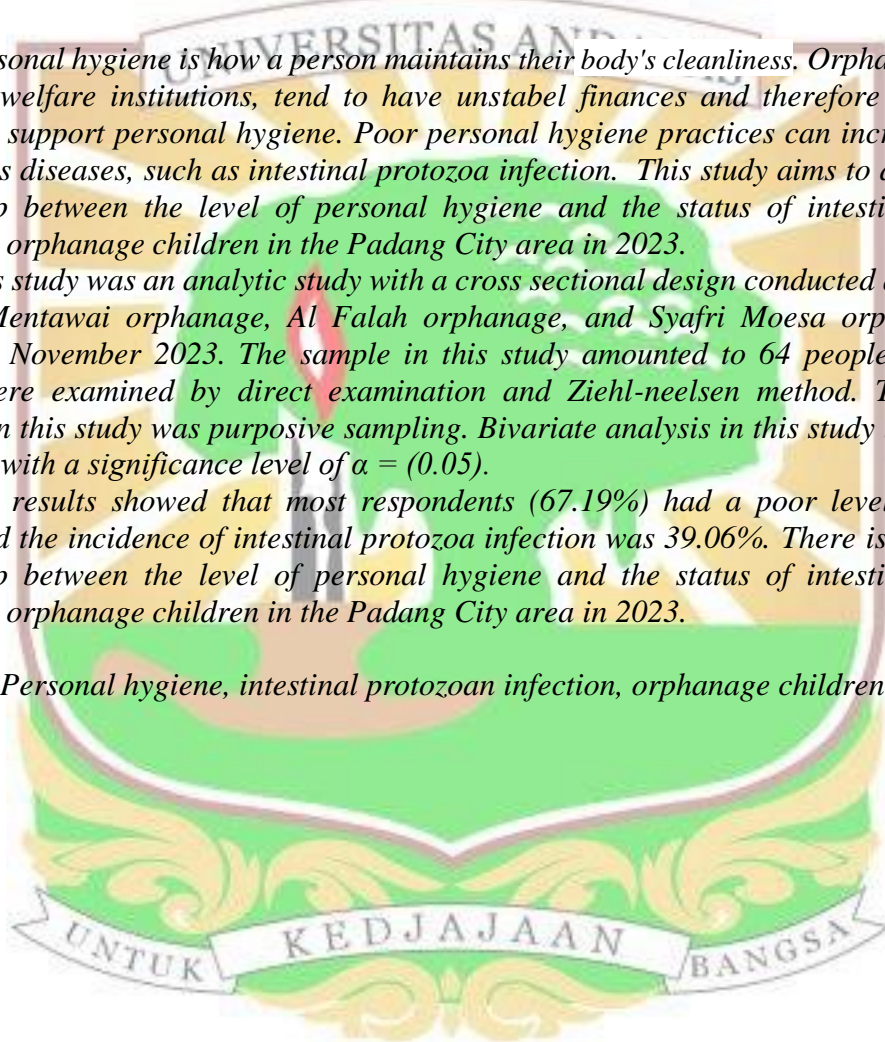 UNIVERSITAS AND
sonal hygiene is how a person maintains their body's cleanliness. Orpha
welfare institutions, tend to have unstabel finances and therefore
support personal hygiene. Poor personal hygiene practices can incr
s diseases, such as intestinal protozoa infection. This study aims to
p between the level of personal hygiene and the status of intesti
orphanage children in the Padang City area in 2023.
s study was an analytic study with a cross sectional design conducted
Mentawai orphanage, Al Falah orphanage, and Syafri Moesa orp
November 2023. The sample in this study amounted to 64 people
ere examined by direct examination and Ziehl-neelsen method. T
n this study was purposive sampling. Bivariate analysis in this study
with a significance level of α = (0.05).
results showed that most respondents (67.19%) had a poor level
d the incidence of intestinal protozoa infection was 39.06%. There is
p between the level of personal hygiene and the status of intesti
orphanage children in the Padang City area in 2023.
Personal hygiene, intestinal protozoan infection, orphanage children
UNTUK KEDJAJAAN BANGSA